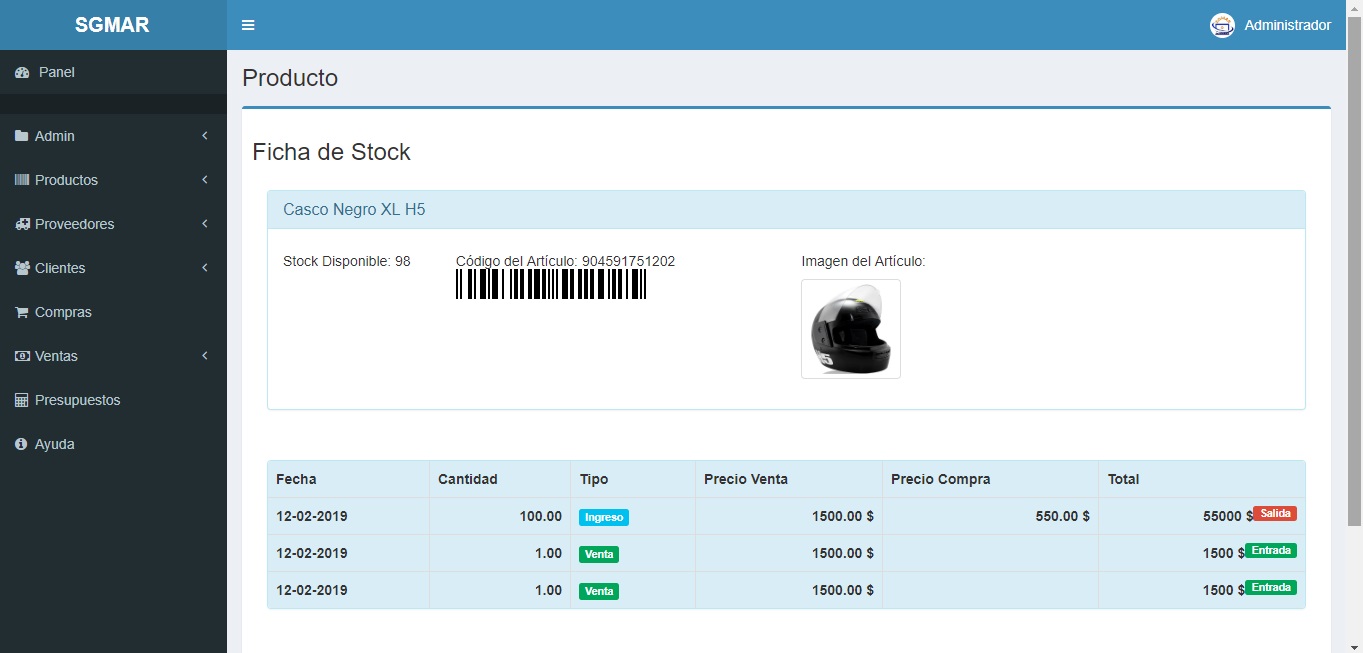 SGMAR
Administrador
Panel
Admin
Productos
Proveedores
Clientes
Compras
Ventas
Presupuestos
Ayuda
Producto
Ficha de Stock
Casco Negro XL H5
Stock Disponible: 98
Código del Artículo: 904591751202
Imagen del Artículo:
Fecha Cantidad Tipo Precio Venta Precio Compra Total
12-02-2019 100.00 Ingreso 1500.00 $ 550.00 $ 55000 $ Salida
12-02-2019 1.00 Venta 1500.00 $ 1500 $ Entrada
12-02-2019 1.00 Venta 1500.00 $ 1500 $ Entrada